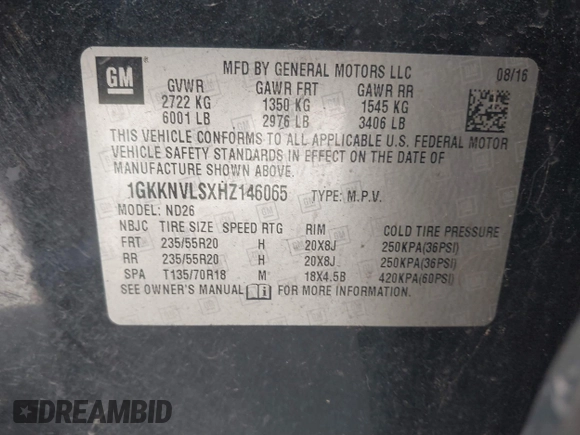 GM
MFD BY GENERAL MOTORS LLC 08/16
GVWR GAWR FRT GAWR RR
2722 KG 1350 KG 1545 KG
6001 LB 2976 LB 3406 LB
THIS VEHICLE CONFORMS TO ALL APPLICABLE U.S. FEDERAL MOTOR
VEHICLE SAFETY STANDARDS IN EFFECT ON THE DATE OF
MANUFACTURE SHOWN ABOVE.
1GKKNVLSXHZ146065 TYPE: M.P.V.
MODEL: ND26
NBJC TIRE SIZE SPEED RTG RIM COLD TIRE PRESSURE
FRT 235/55R20 H 20X8J 250KPA(36PSI)
RR 235/55R20 H 20X8J 250KPA(36PSI)
SPA T135/70R18 M 18X4.5B 420KPA(60PSI)
SEE OWNER'S MANUAL FOR MORE INFORMATION.
DREAMBID